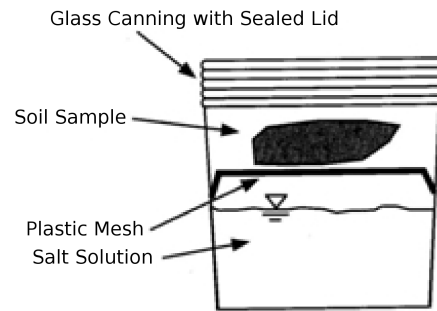 Glass Canning with Sealed Lid
Soil Sample
Plastic Mesh
Salt Solution